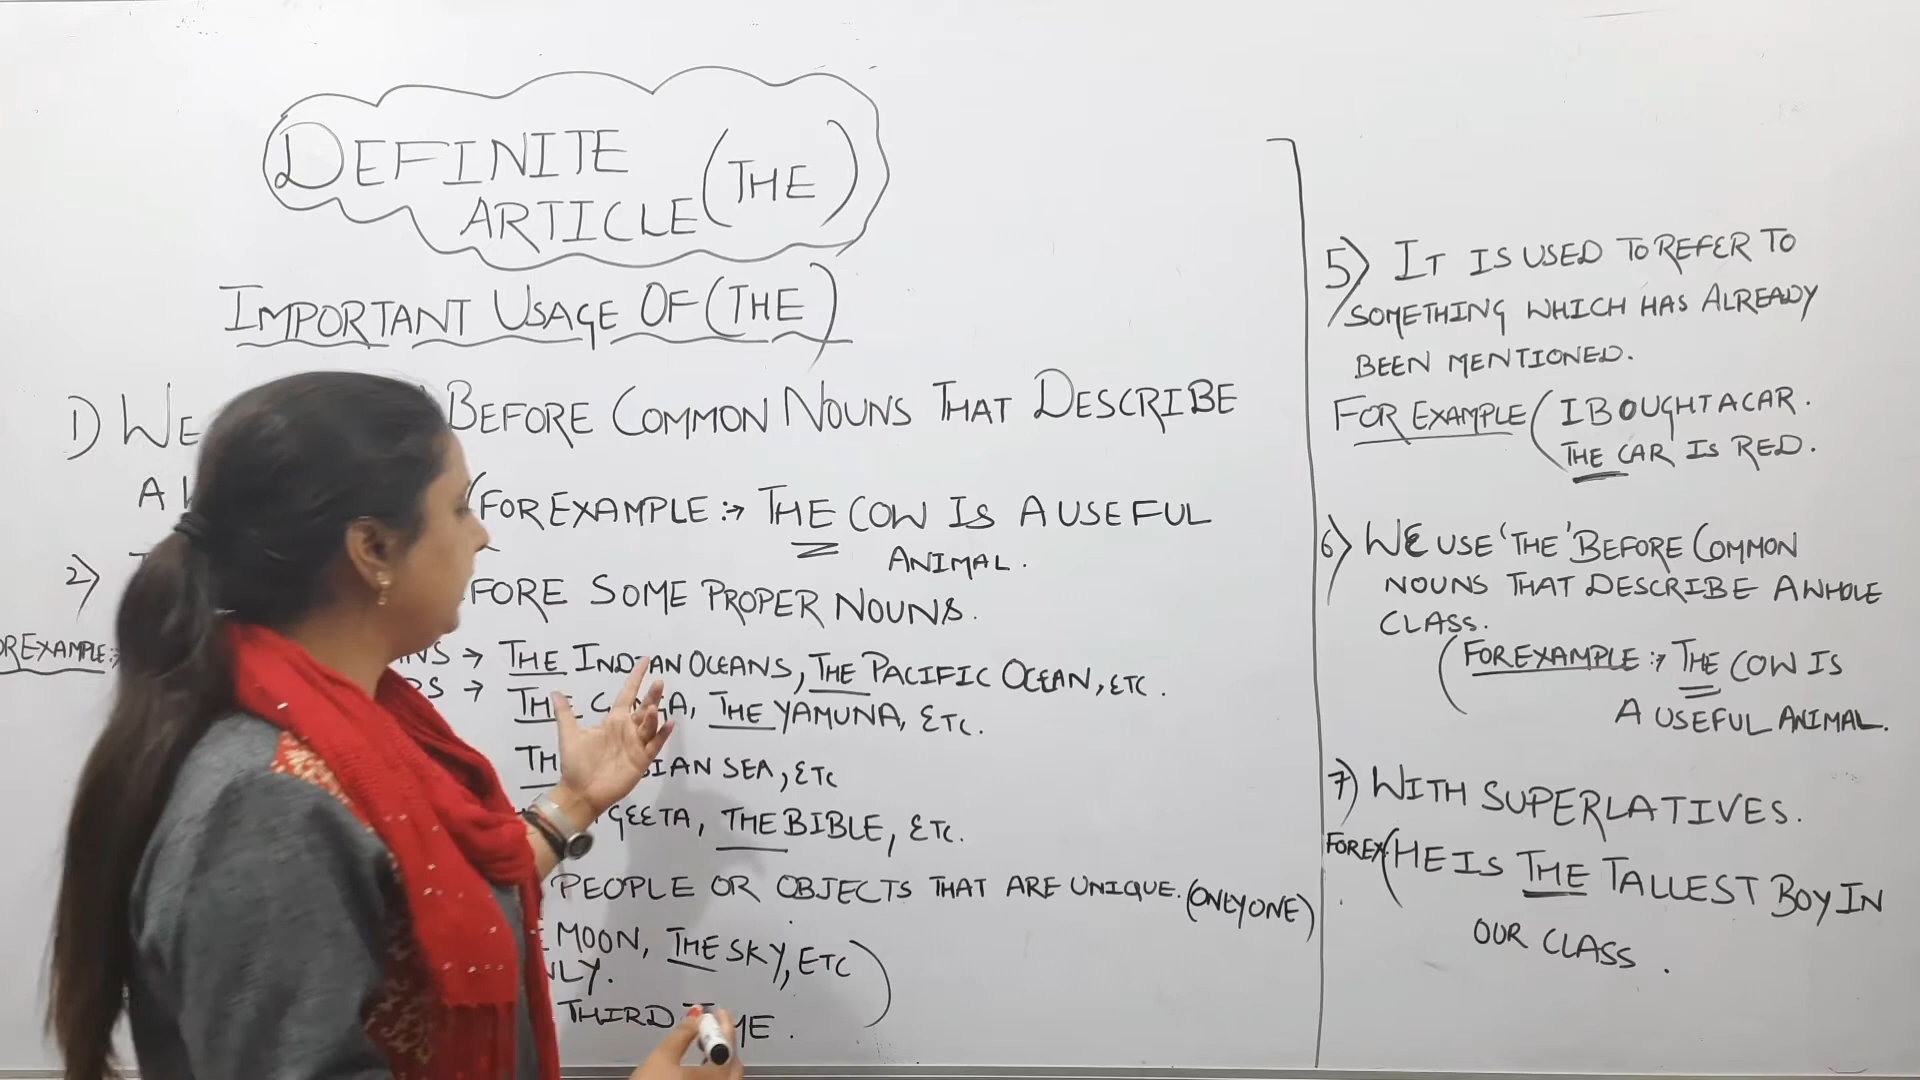 DEFINITE
ARTICLE (THE)
IMPORTANT USAGE OF (THE)
1) WE BEFORE COMMON NOUNS THAT DESCRIBE
A (FOR EXAMPLE :→ THE COW IS A USEFUL
ANIMAL.
2) SOME PROPER NOUNS.
EXAMPLE :
→ THE INDIAN OCEANS, THE PACIFIC OCEAN, ETC.
→ THE YAMUNA, ETC.
SEA, ETC
GEETA, THE BIBLE, ETC.
PEOPLE OR OBJECTS THAT ARE UNIQUE. (ONLY ONE)
MOON, THE SKY, ETC)
THIRD
5) IT IS USED TO REFER TO
SOMETHING WHICH HAS ALREADY
BEEN MENTIONED.
FOR EXAMPLE (I BOUGHT A CAR.
THE CAR IS RED.
6) WE USE 'THE' BEFORE COMMON
NOUNS THAT DESCRIBE A WHOLE
CLASS.
(FOR EXAMPLE :→ THE COW IS
A USEFUL ANIMAL.
7) WITH SUPERLATIVES.
FOR EX. (HE IS THE TALLEST BOY IN
OUR CLASS.